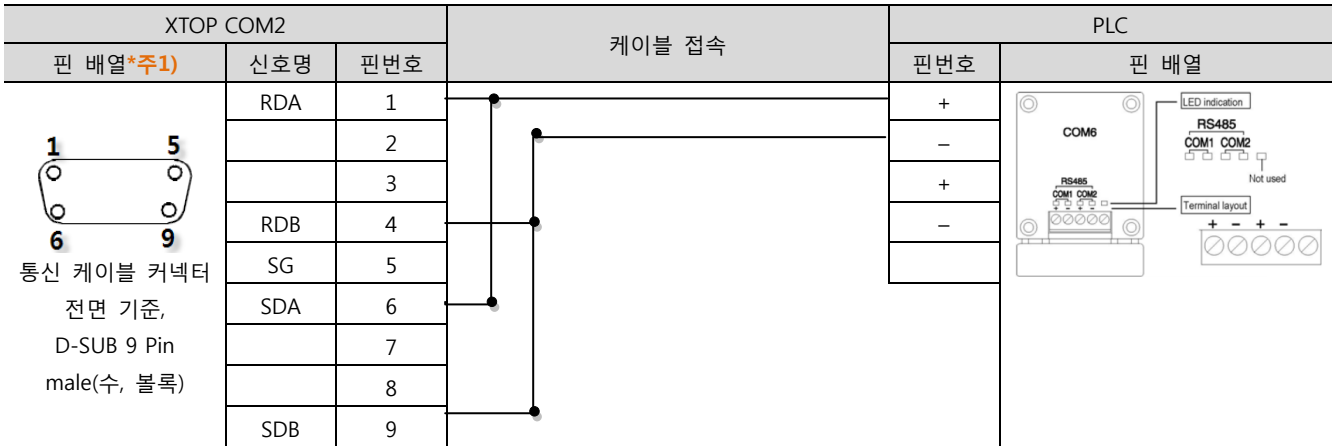 XTOP COM2
케이블 접속
PLC
핀 배열*주1)
신호명
핀번호
핀번호
핀 배열
RDA 1 +
2 –
3 +
RDB 4 –
SG 5
SDA 6
7
8
SDB 9
1 5
6 9
통신 케이블 커넥터
전면 기준,
D-SUB 9 Pin
male(수, 볼록)
COM6
RS485
COM1 COM2
+ - + -
LED indication
RS485
COM1 COM2
Not used
Terminal layout
+ - + -